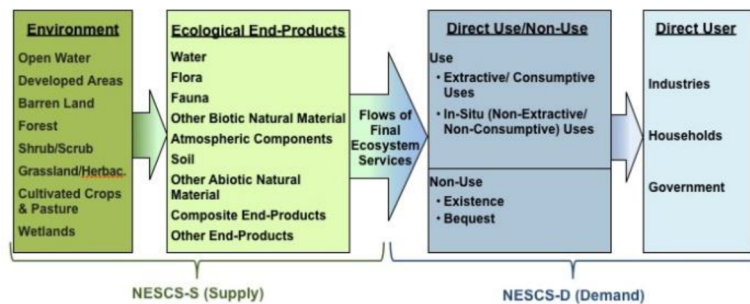 Environment
Open Water
Developed Areas
Barren Land
Forest
Shrub/Scrub
Grassland/Herbac.
Cultivated Crops
& Pasture
Wetlands
Ecological End-Products
Water
Flora
Fauna
Other Biotic Natural Material
Atmospheric Components
Soil
Other Abiotic Natural
Material
Composite End-Products
Other End-Products
Flows of
Final
Ecosystem
Services
Direct Use/Non-Use
Use
• Extractive/ Consumptive
Uses
• In-Situ (Non-Extractive/
Non-Consumptive) Uses
Non-Use
• Existence
• Bequest
Direct User
Industries
Households
Government
NESCS-S (Supply)
NESCS-D (Demand)